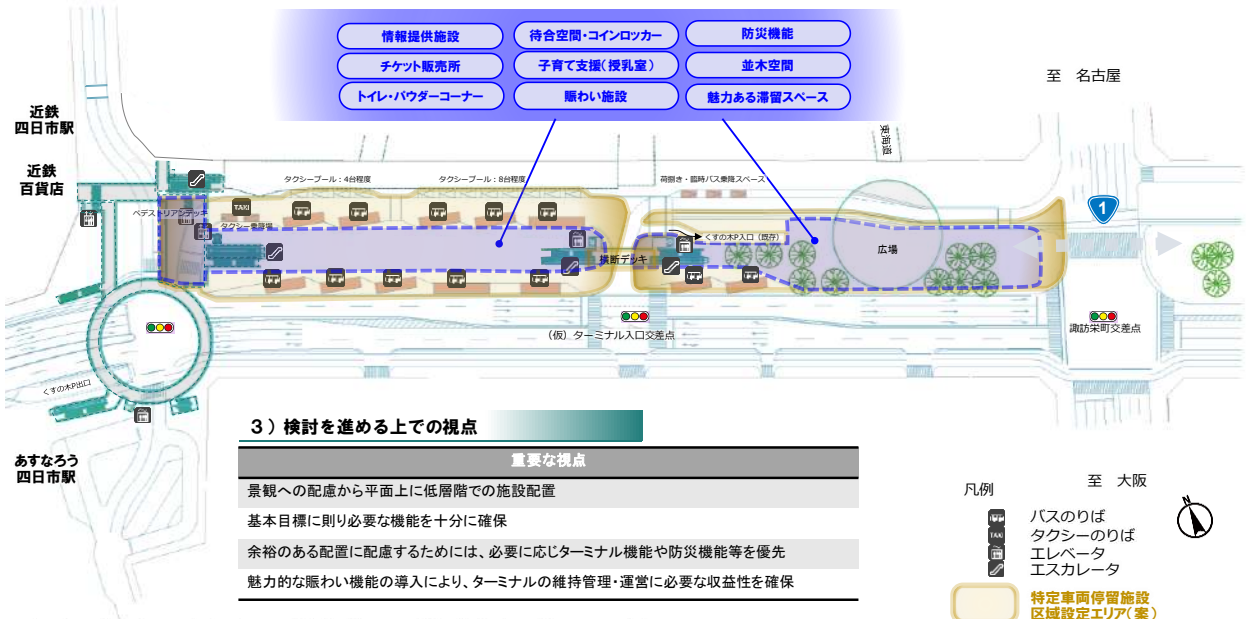 情報提供施設
待合空間・コインロッカー
防災機能
チケット販売所
子育て支援(授乳室)
並木空間
トイレ・パウダーコーナー
賑わい施設
魅力ある滞留スペース
至 名古屋
近鉄
四日市駅
近鉄
百貨店
東海道
タクシープール:4台程度
タクシープール:8台程度
荷捌き・臨時バス乗降スペース
1
ペデストリアンデッキ
TAXI
タクシー乗降場
くすの木P入口(既存)
広場
横断デッキ
(仮)ターミナル入口交差点
諏訪栄町交差点
くすの木P出口
あすなろう
四日市駅
3)検討を進める上での視点
重要な視点
景観への配慮から平面上に低層階での施設配置
基本目標に則り必要な機能を十分に確保
余裕のある配置に配慮するためには、必要に応じターミナル機能や防災機能等を優先
魅力的な賑わい機能の導入により、ターミナルの維持管理・運営に必要な収益性を確保
至 大阪
N
凡例
バスのりば
TAXI タクシーのりば
エレベータ
エスカレータ
特定車両停留施設
区域設定エリア(案)